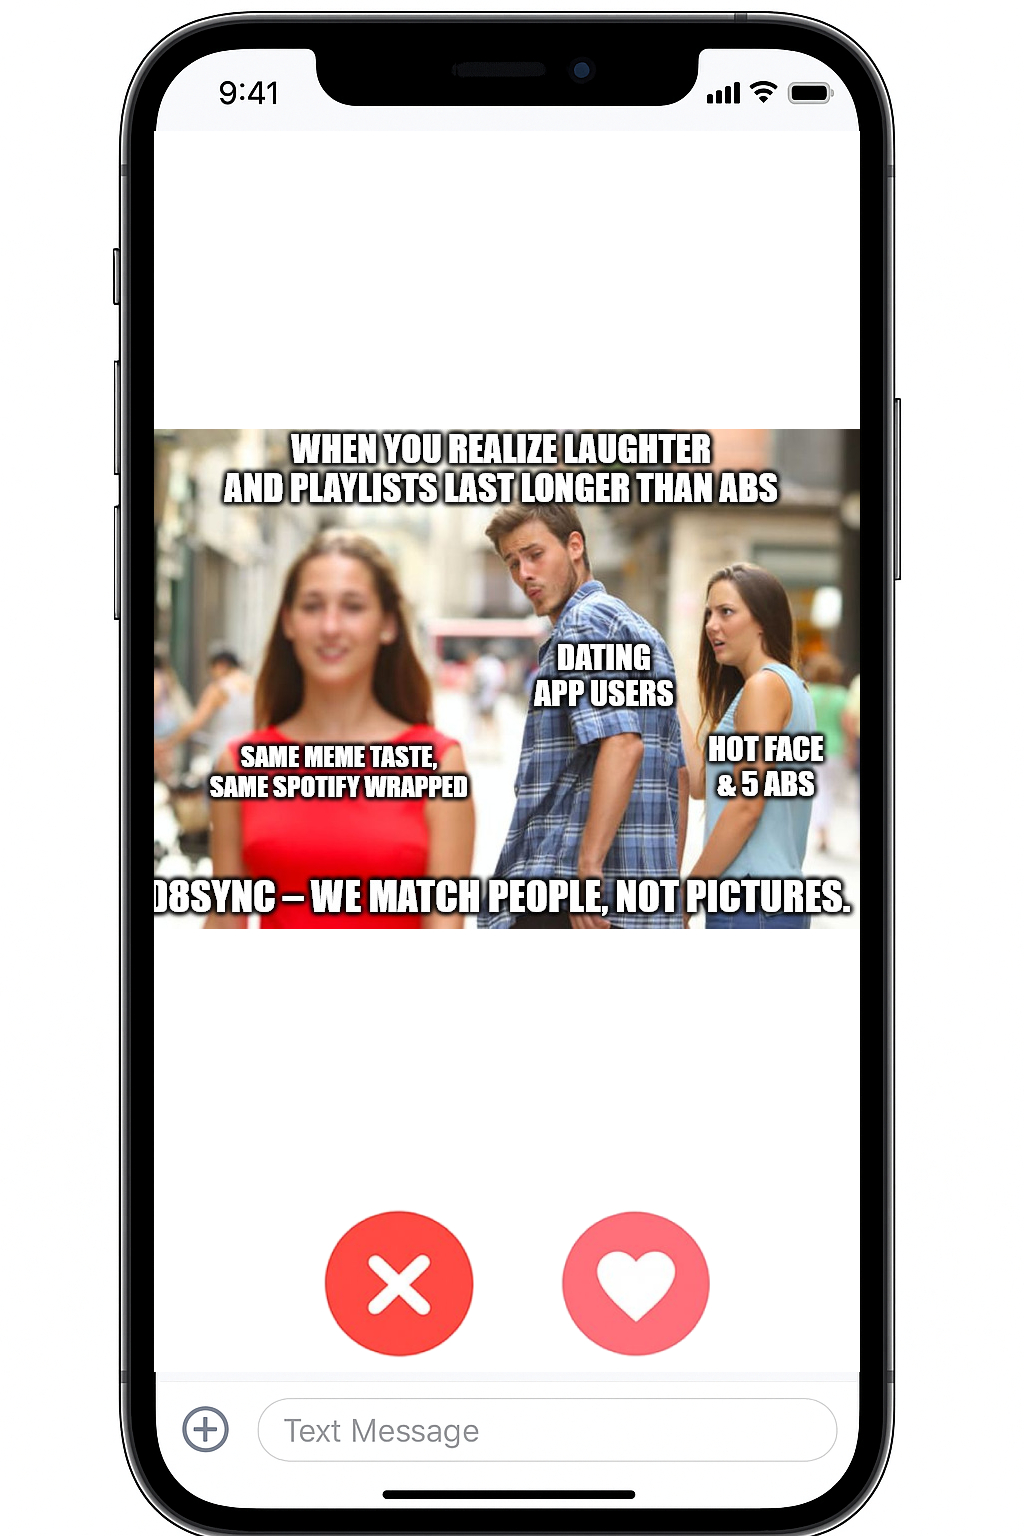 9:41
WHEN YOU REALIZE LAUGHTER
AND PLAYLISTS LAST LONGER THAN ABS
DATING
APP USERS
HOT FACE
& 5 ABS
SAME MEME TASTE,
SAME SPOTIFY WRAPPED
D8SYNC – WE MATCH PEOPLE, NOT PICTURES.
Text Message